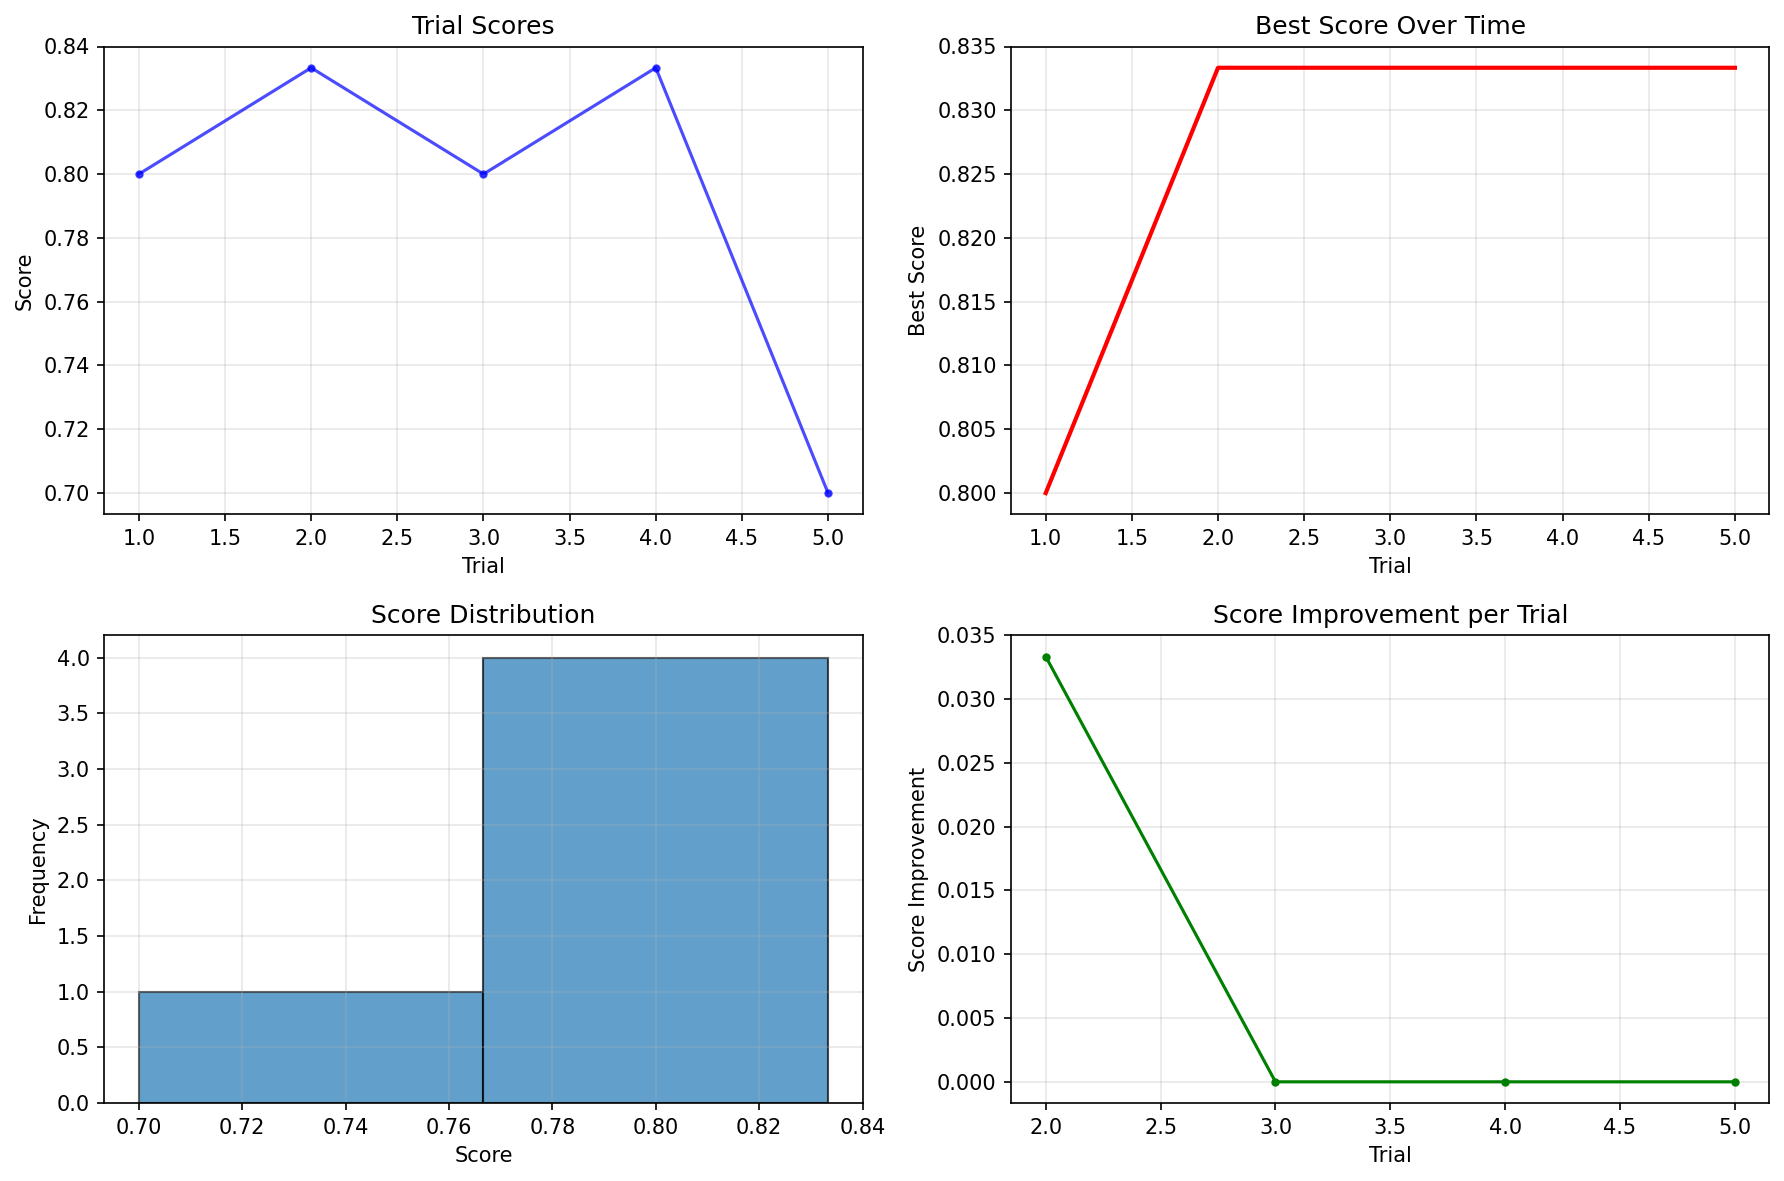 Trial Scores
0.84
0.82
0.80
0.78
0.76
0.74
0.72
0.70
Score
1.0 1.5 2.0 2.5 3.0 3.5 4.0 4.5 5.0
Trial
Best Score Over Time
0.835
0.830
0.825
0.820
0.815
0.810
0.805
0.800
Best Score
1.0 1.5 2.0 2.5 3.0 3.5 4.0 4.5 5.0
Trial
Score Distribution
4.0
3.5
3.0
2.5
2.0
1.5
1.0
0.5
0.0
Frequency
0.70 0.72 0.74 0.76 0.78 0.80 0.82 0.84
Score
Score Improvement per Trial
0.035
0.030
0.025
0.020
0.015
0.010
0.005
0.000
Score Improvement
2.0 2.5 3.0 3.5 4.0 4.5 5.0
Trial